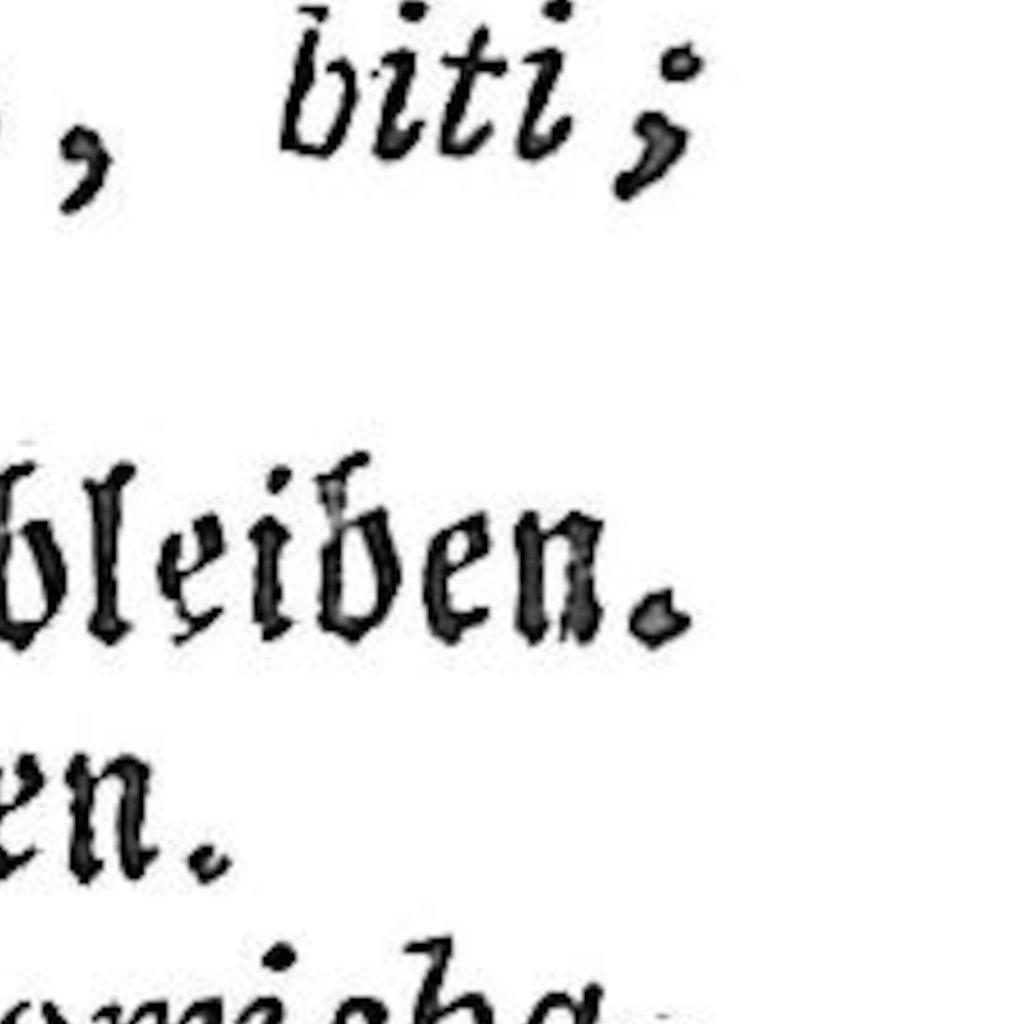 , biti;
bleiben.
en.